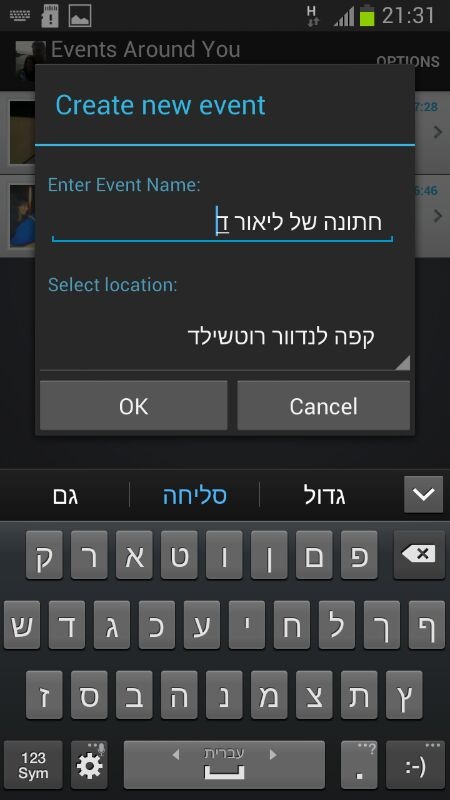 H 21:31
Events Around You
OPTIONS
7:28
6:46
Create new event
Enter Event Name:
חתונה של ליאור ד
Select location:
קפה לנדוור רוטשילד
OK Cancel
גם סליחה גדול
ק ר א ט ו ן ם פ
ש ד ג כ ע י ח ל ך ף
ז ס ב ה נ מ צ ת ץ
123 Sym עברית . ...? :-)